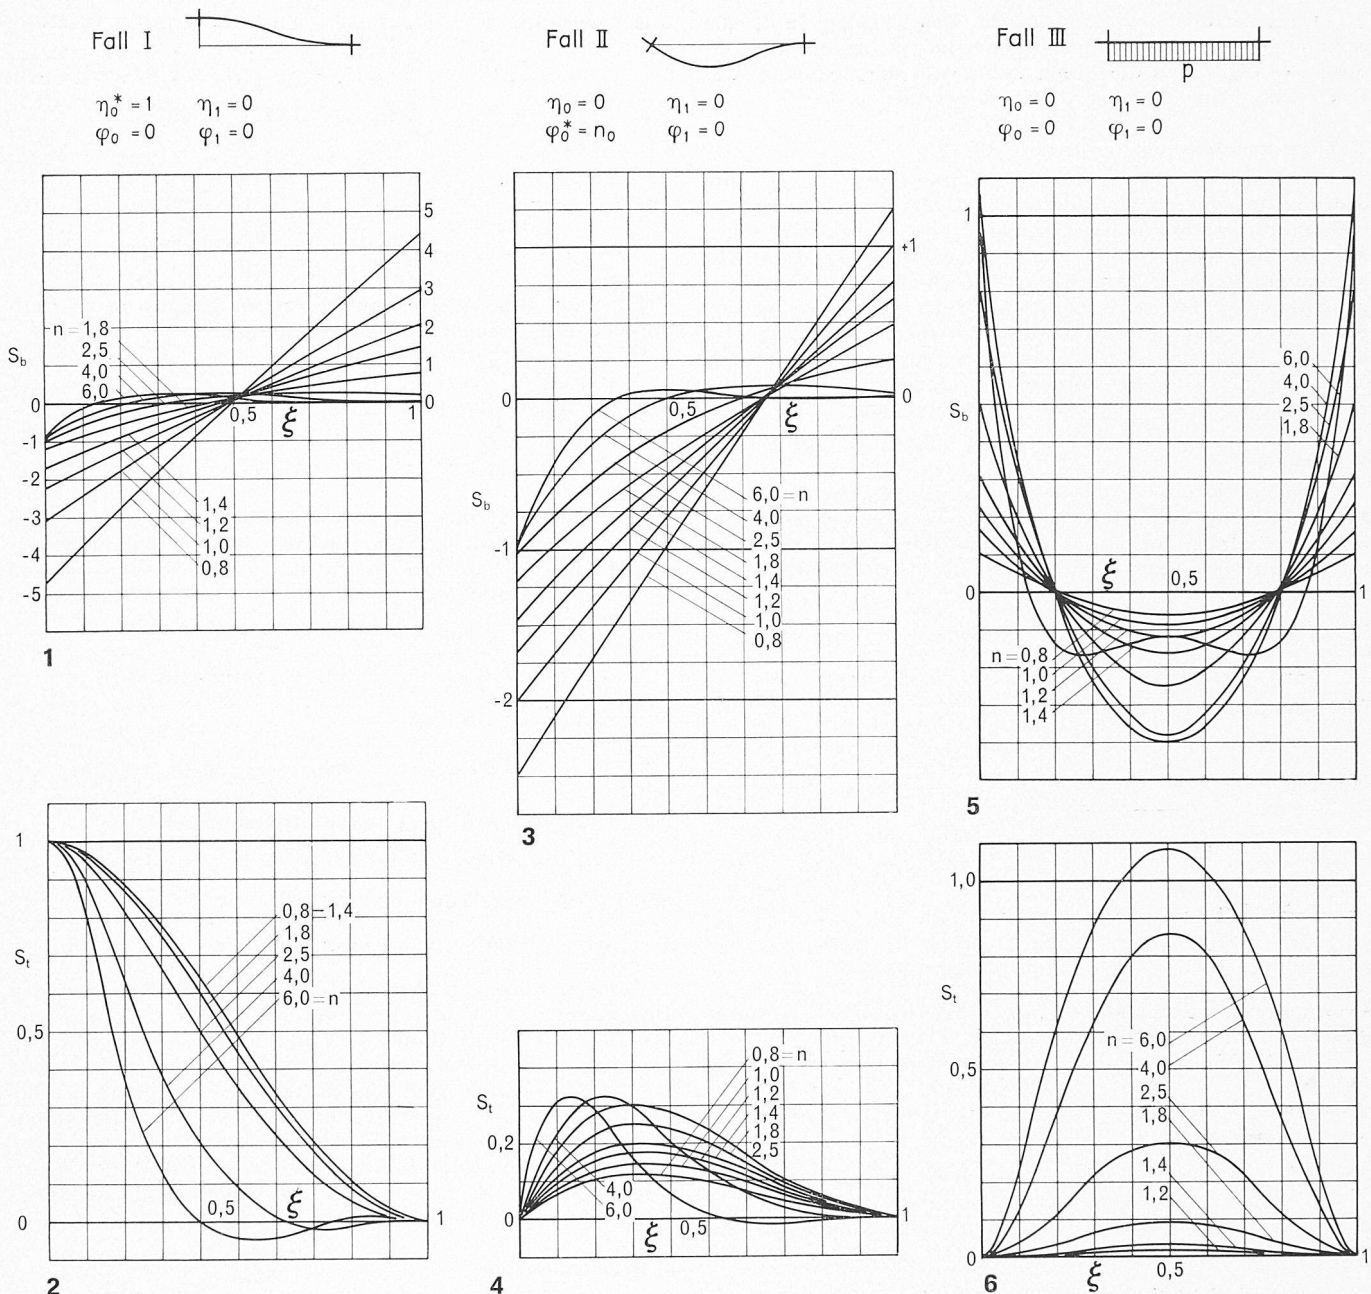 Fall I
η₀* = 1 η₁ = 0
φ₀ = 0 φ₁ = 0
Fall II
η₀ = 0 η₁ = 0
φ₀* = n₀ φ₁ = 0
Fall III
p
η₀ = 0 η₁ = 0
φ₀ = 0 φ₁ = 0
5
4
3
2
1
0
n = 1,8
2,5
4,0
6,0
S_b
0
-1
-2
-3
-4
-5
0,5
ξ
1
1,4
1,2
1,0
0,8
1
+1
0
0
0,5
ξ
S_b
-1
-2
6,0 = n
4,0
2,5
1,8
1,4
1,2
1,0
0,8
3
1
S_b
0
6,0
4,0
2,5
1,8
ξ
0,5
1
n = 0,8
1,0
1,2
1,4
5
1
S_t
0,5
0
0,8–1,4
1,8
2,5
4,0
6,0 = n
0,5
ξ
1
2
S_t
0,2
0
0,8 = n
1,0
1,2
1,4
1,8
2,5
4,0
6,0
ξ
0,5
1
4
1,0
S_t
0,5
0
n = 6,0
4,0
2,5
1,8
1,4
1,2
ξ
0,5
1
6